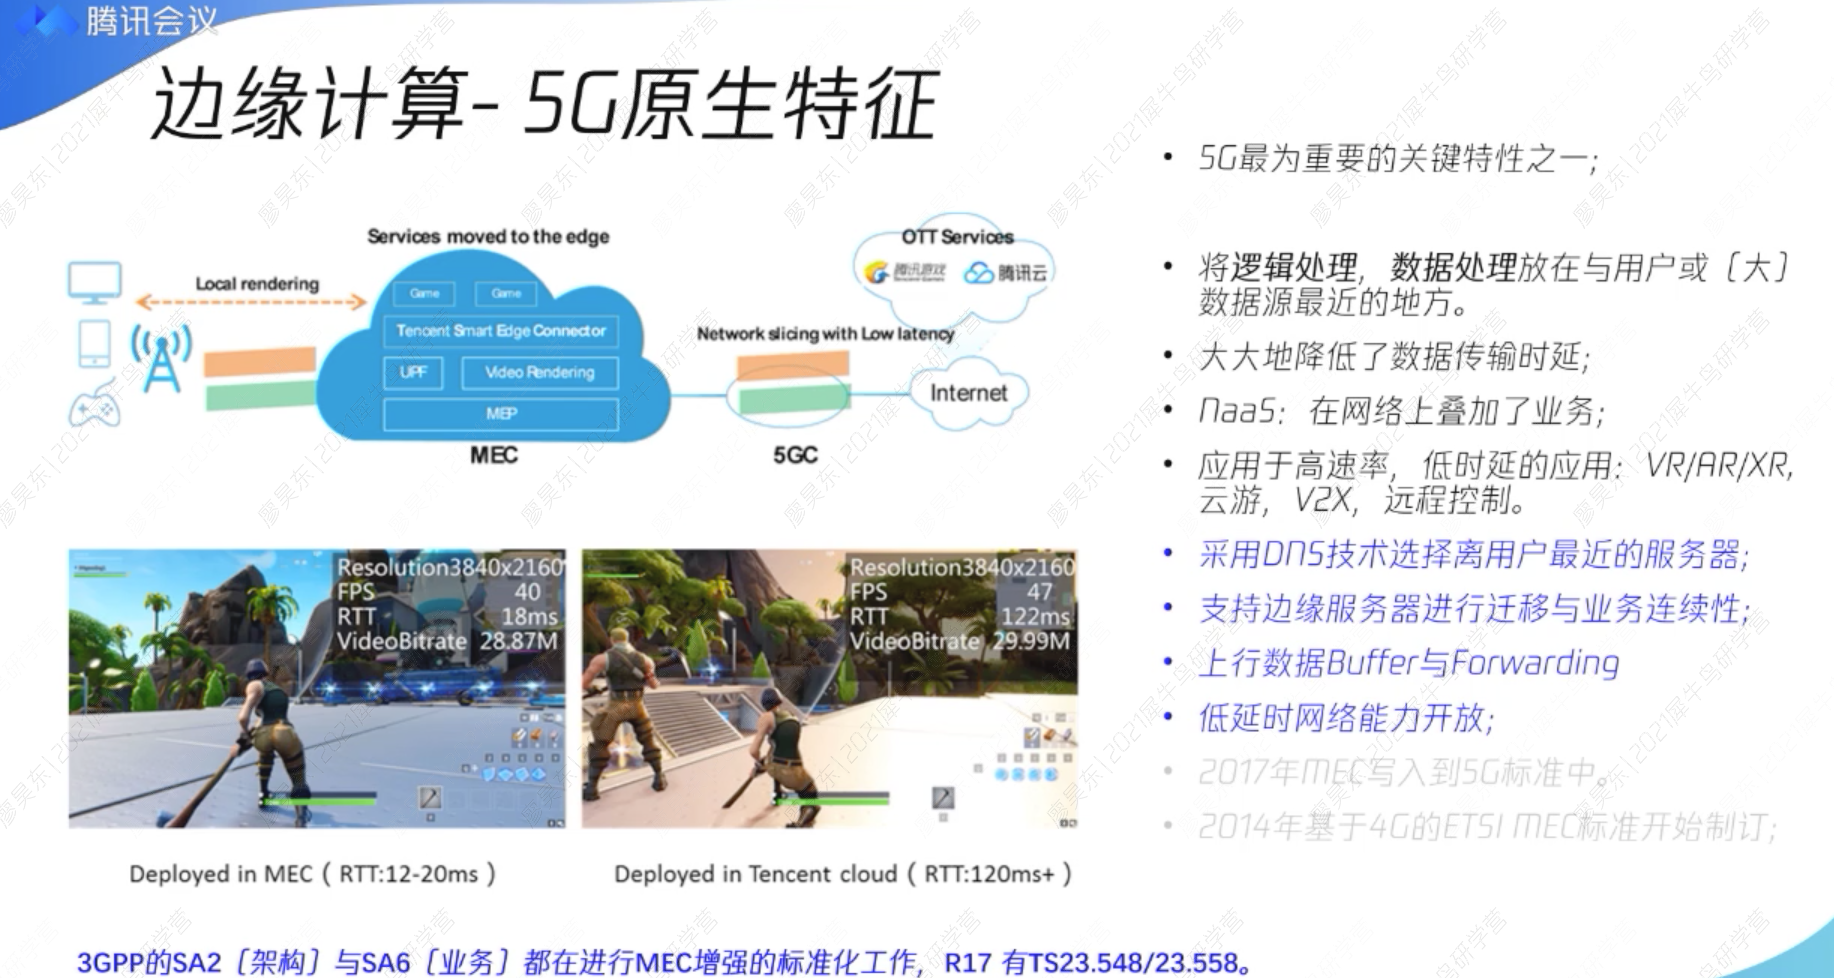 腾讯会议
边缘计算- 5G原生特征
Services moved to the edge
Local rendering
Game Game
Tencent Smart Edge Connector
UPF Video Rendering
MEP
MEC
OTT Services
腾讯游戏 腾讯云
Tencent Games
Network slicing with Low latency
Internet
5GC
Resolution3840x2160
FPS 40
RTT 18ms
VideoBitrate 28.87M
Resolution3840x2160
FPS 47
RTT 122ms
VideoBitrate 29.99M
Deployed in MEC ( RTT:12-20ms )
Deployed in Tencent cloud ( RTT:120ms+ )
• 5G最为重要的关键特性之一;
• 将逻辑处理, 数据处理放在与用户或〔大〕
数据源最近的地方。
• 大大地降低了数据传输时延;
• NaaS: 在网络上叠加了业务;
• 应用于高速率, 低时延的应用: VR/AR/XR,
云游, V2X, 远程控制。
• 采用DNS技术选择离用户最近的服务器;
• 支持边缘服务器进行迁移与业务连续性;
• 上行数据Buffer与Forwarding
• 低延时网络能力开放;
• 2017年MEC写入到5G标准中。
• 2014年基于4G的ETSI MEC标准开始制订;
3GPP的SA2〔架构〕与SA6〔业务〕都在进行MEC增强的标准化工作, R17 有TS23.548/23.558。
廖昊东|2021犀牛鸟研学营